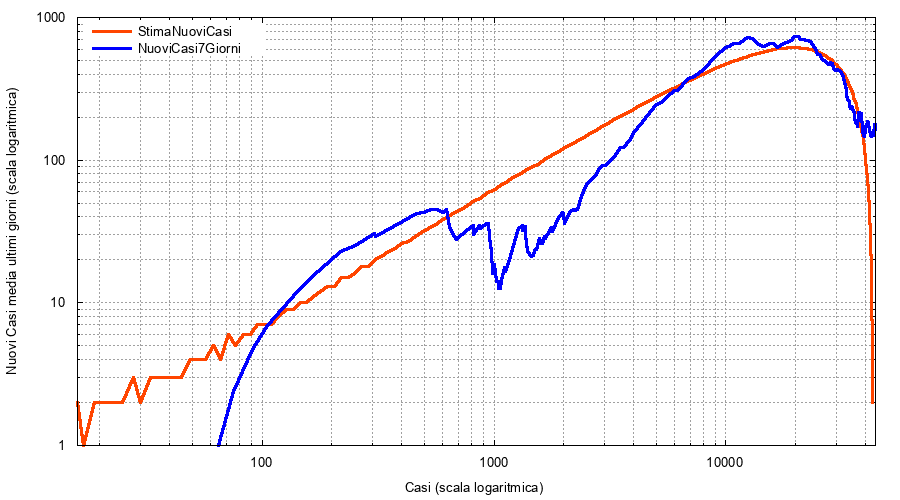 StimaNuoviCasi
NuoviCasi7Giorni
Nuovi Casi media ultimi giorni (scala logaritmica)
1000
100
10
1
100
1000
10000
Casi (scala logaritmica)